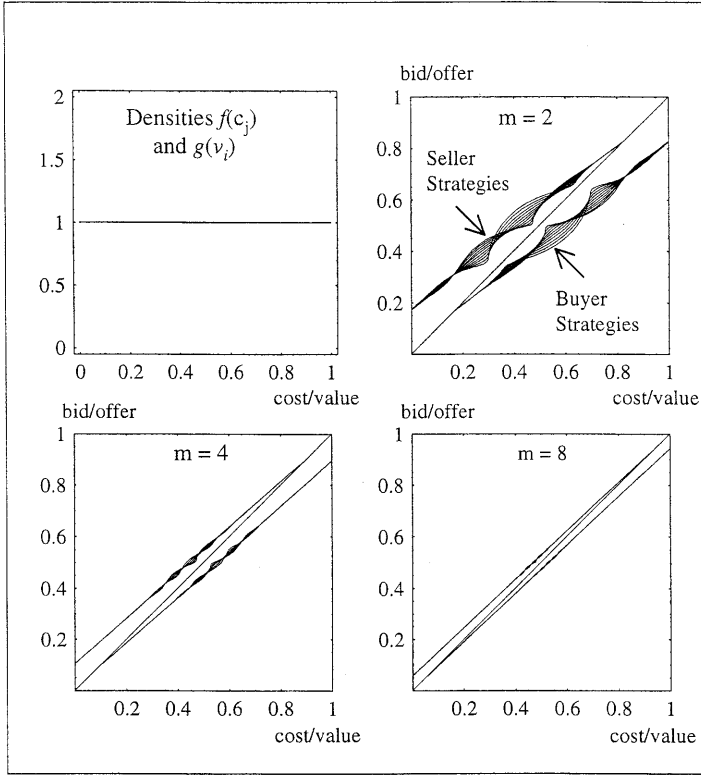 2
1.5
1
0.5
0
Densities f(c_j)
and g(v_i)
0 0.2 0.4 0.6 0.8 1
cost/value
bid/offer
1
0.8
0.6
0.4
0.2
m = 2
Seller
Strategies
Buyer
Strategies
0.2 0.4 0.6 0.8 1
cost/value
bid/offer
1
0.8
0.6
0.4
0.2
m = 4
0.2 0.4 0.6 0.8 1
cost/value
bid/offer
1
0.8
0.6
0.4
0.2
m = 8
0.2 0.4 0.6 0.8 1
cost/value